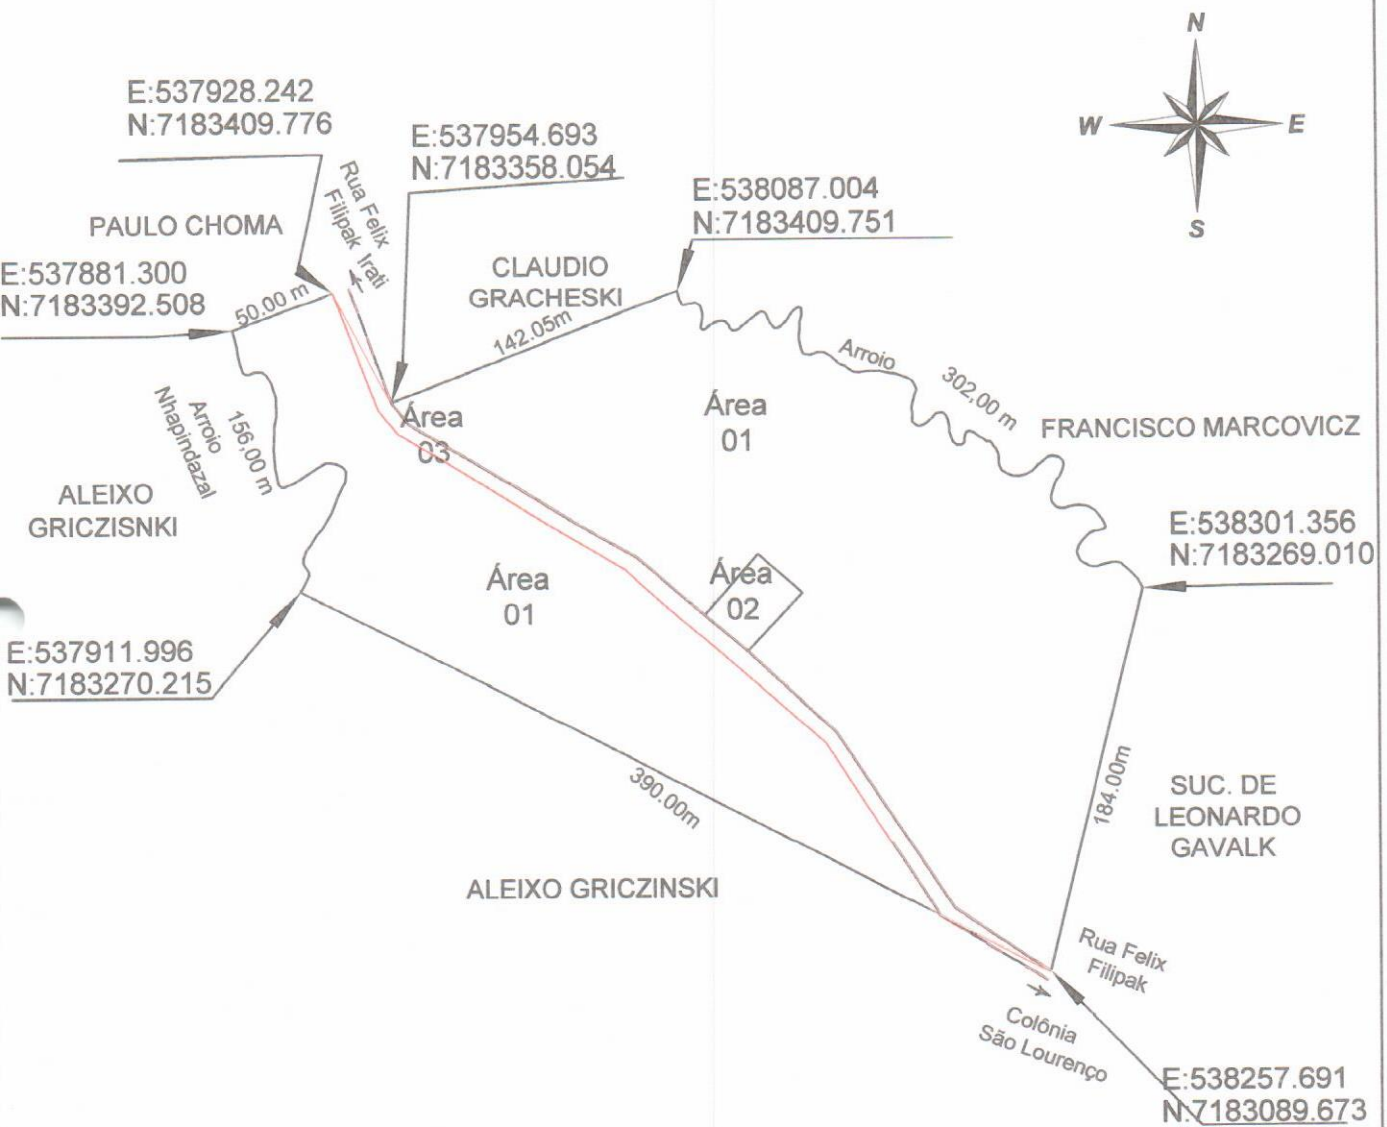 N
W
E
S
E:537928.242
N:7183409.776
E:537954.693
N:7183358.054
E:538087.004
N:7183409.751
Rua Felix
Filipak Irati
PAULO CHOMA
E:537881.300
N:7183392.508
50.00 m
CLAUDIO
GRACHESKI
142.05m
Arroio
302,00 m
FRANCISCO MARCOVICZ
Área
03
Área
01
156.00 m
Arroio
Nhapindazal
ALEIXO
GRICZISNKI
E:538301.356
N:7183269.010
Área
01
Área
02
E:537911.996
N:7183270.215
390.00m
184.00m
SUC. DE
LEONARDO
GAVALK
ALEIXO GRICZINSKI
Rua Felix
Filipak
Colônia
São Lourenço
E:538257.691
N:7183089.673